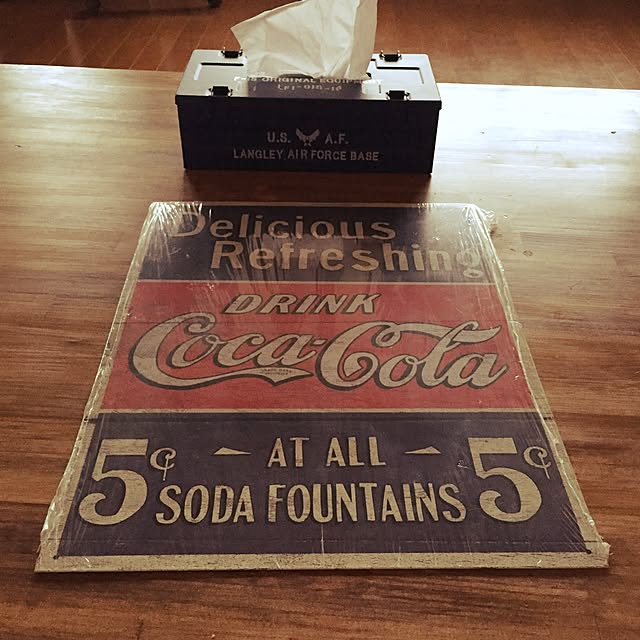 U.S. A.F.
LANGLEY AIR FORCE BASE
Delicious
Refreshing
DRINK
Coca-Cola
5¢ AT ALL 5¢
SODA FOUNTAINS